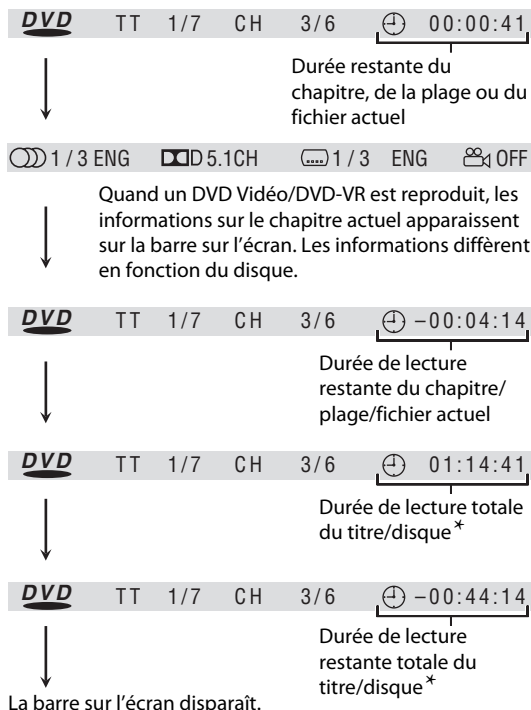 DVD TT 1/7 CH 3/6 00:00:41
Durée restante du
chapitre, de la plage ou du
fichier actuel
1 / 3 ENG D 5.1CH 1 / 3 ENG OFF
Quand un DVD Vidéo/DVD-VR est reproduit, les
informations sur le chapitre actuel apparaissent
sur la barre sur l’écran. Les informations diffèrent
en fonction du disque.
DVD TT 1/7 CH 3/6 –00:04:14
Durée de lecture
restante du chapitre/
plage/fichier actuel
DVD TT 1/7 CH 3/6 01:14:41
Durée de lecture totale
du titre/disque*
DVD TT 1/7 CH 3/6 –00:44:14
Durée de lecture
restante totale du
titre/disque*
La barre sur l’écran disparaît.